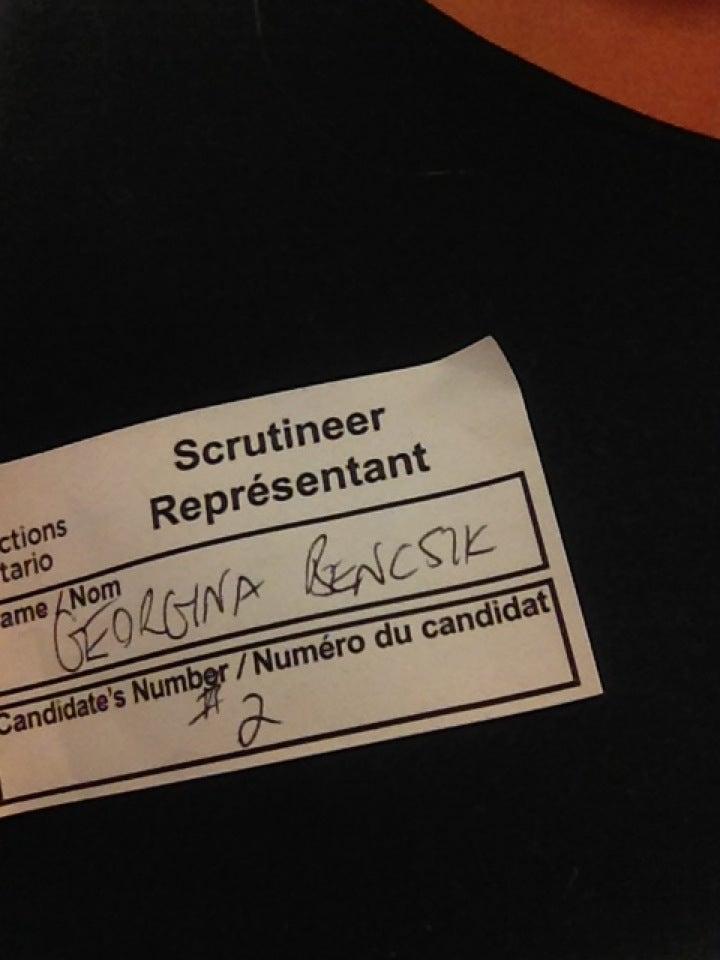 Scrutineer
Représentant
ctions
tario
ame / Nom
GEORGINA BENCSIK
Candidate's Number / Numéro du candidat
# 2